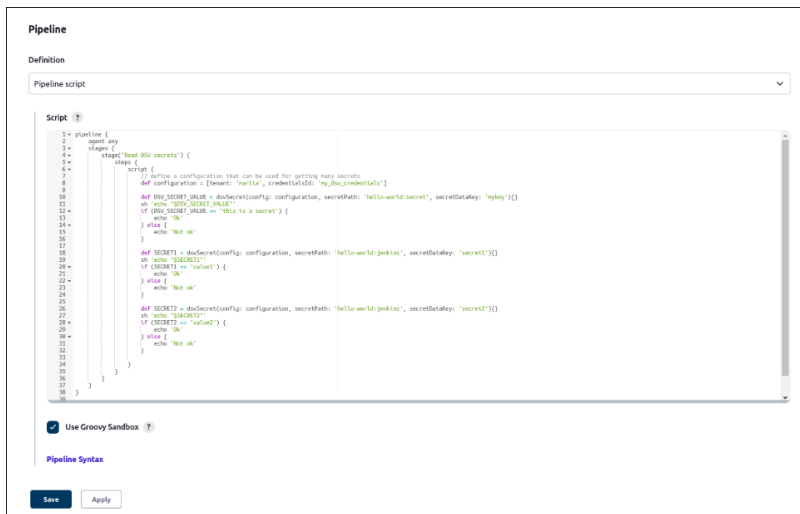 Pipeline
Definition
Pipeline script
Script ?
1 pipeline {
2 agent any
3 stages {
4 stage("Read DSV secrets") {
5 steps {
6 script {
7 // define a configuration that can be used for getting many secrets
8 def configuration = [tenant: 'mariia', credentialsId: 'my_dsv_credentials']
9
10 def DSV_SECRET_VALUE = dsvSecret(config: configuration, secretPath: 'hello-world:secret', secretDataKey: 'mykey'){}
11 sh 'echo "$DSV_SECRET_VALUE"'
12 if (DSV_SECRET_VALUE == 'this is a secret') {
13 echo 'Ok'
14 } else {
15 echo 'Not ok'
16 }
17
18 def SECRET1 = dsvSecret(config: configuration, secretPath: 'hello-world:jenkins', secretDataKey: 'secret1'){}
19 sh 'echo "$SECRET1"'
20 if (SECRET1 == 'value1') {
21 echo 'Ok'
22 } else {
23 echo 'Not ok'
24 }
25
26 def SECRET2 = dsvSecret(config: configuration, secretPath: 'hello-world:jenkins', secretDataKey: 'secret2'){}
27 sh 'echo "$SECRET2"'
28 if (SECRET2 == 'value2') {
29 echo 'Ok'
30 } else {
31 echo 'Not ok'
32 }
33
34 }
35 }
36 }
37 }
38 }
39
Use Groovy Sandbox ?
Pipeline Syntax
Save Apply